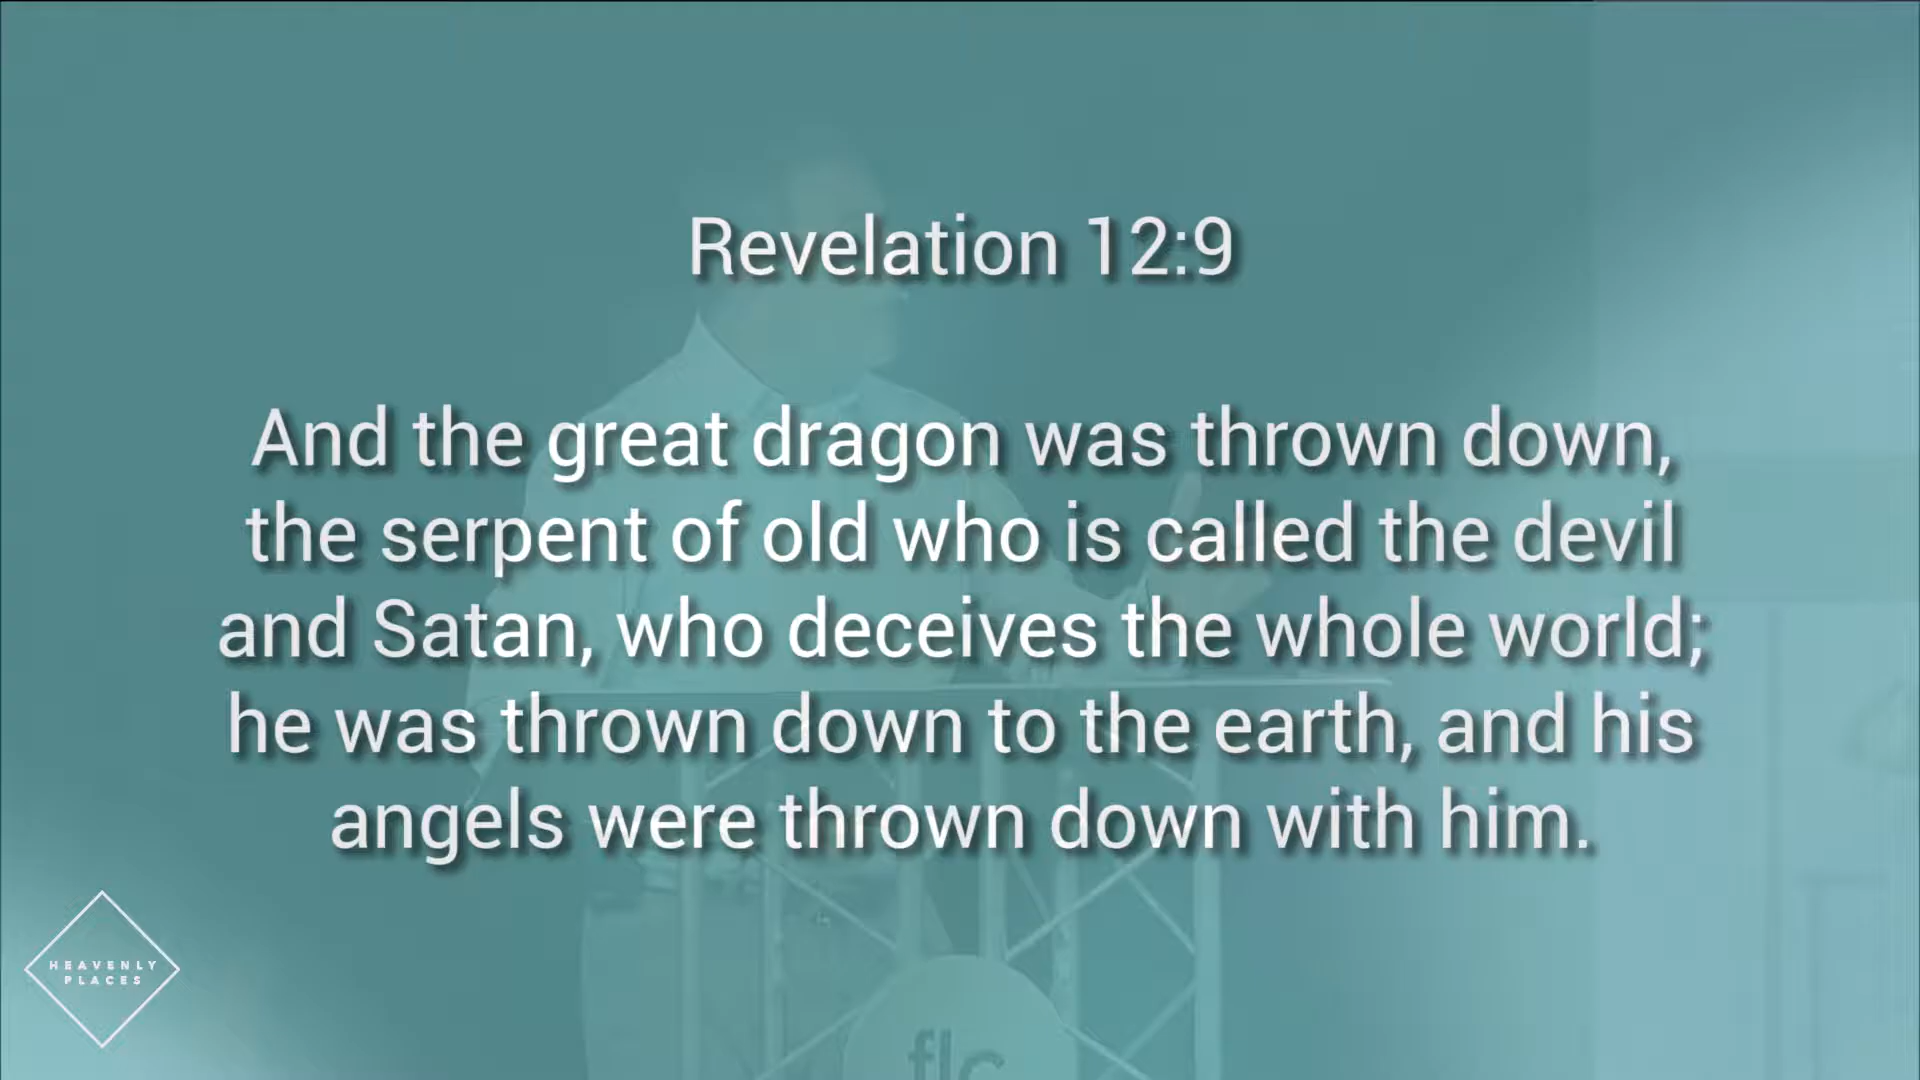 Revelation 12:9
And the great dragon was thrown down,
the serpent of old who is called the devil
and Satan, who deceives the whole world;
he was thrown down to the earth, and his
angels were thrown down with him.
HEAVENLY
PLACES
flc